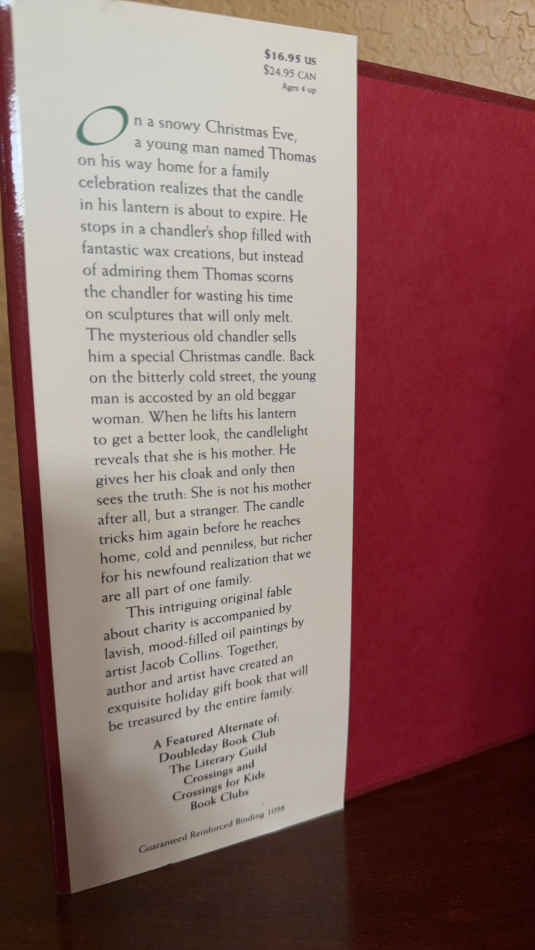 $16.95 US
$24.95 CAN
Ages 4 up
On a snowy Christmas Eve,
a young man named Thomas
on his way home for a family
celebration realizes that the candle
in his lantern is about to expire. He
stops in a chandler's shop filled with
fantastic wax creations, but instead
of admiring them Thomas scorns
the chandler for wasting his time
on sculptures that will only melt.
The mysterious old chandler sells
him a special Christmas candle. Back
on the bitterly cold street, the young
man is accosted by an old beggar
woman. When he lifts his lantern
to get a better look, the candlelight
reveals that she is his mother. He
gives her his cloak and only then
sees the truth: She is not his mother
after all, but a stranger. The candle
tricks him again before he reaches
home, cold and penniless, but richer
for his newfound realization that we
are all part of one family.
This intriguing original fable
about charity is accompanied by
lavish, mood-filled oil paintings by
artist Jacob Collins. Together,
author and artist have created an
exquisite holiday gift book that will
be treasured by the entire family.
A Featured Alternate of:
Doubleday Book Club
The Literary Guild
Crossings and
Crossings for Kids
Book Clubs
Guaranteed Reinforced Binding 1098